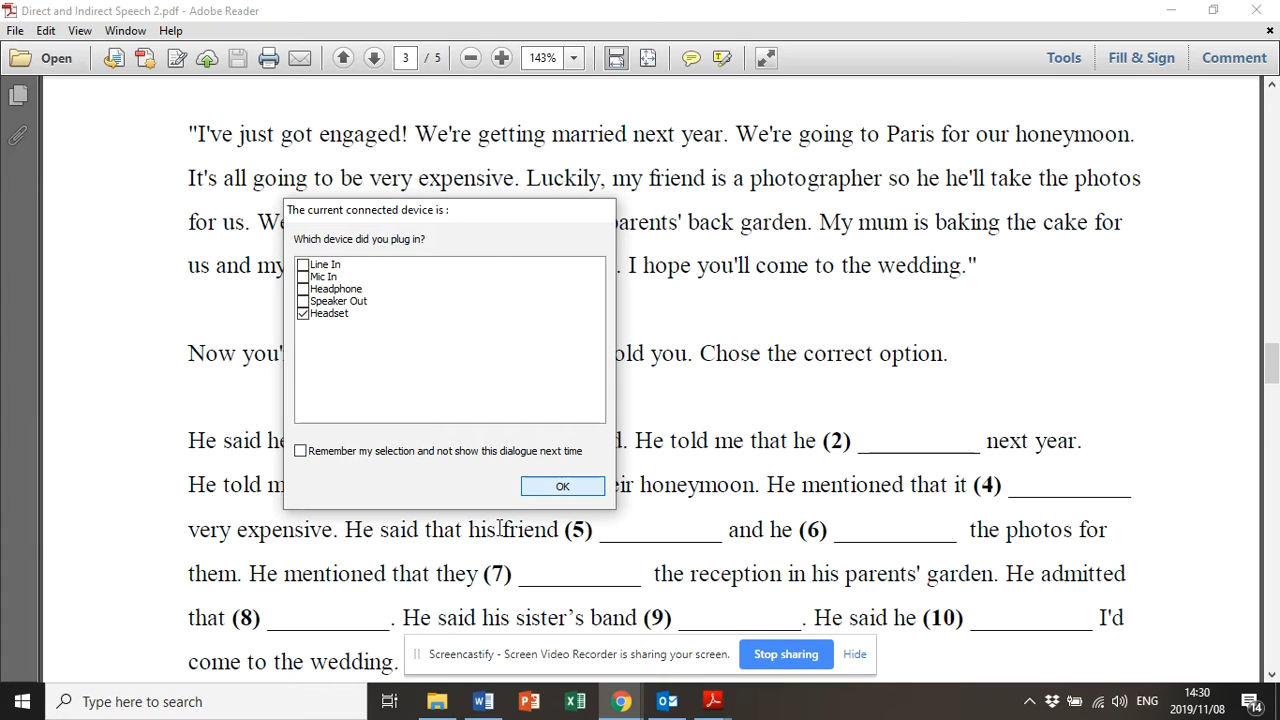 Direct and Indirect Speech 2.pdf - Adobe Reader
File Edit View Window Help
Open 3 / 5 143% Tools Fill & Sign Comment
"I've just got engaged! We're getting married next year. We're going to Paris for our honeymoon.
It's all going to be very expensive. Luckily, my friend is a photographer so he he'll take the photos
for us. We parents' back garden. My mum is baking the cake for
us and my . I hope you'll come to the wedding."
The current connected device is :
Which device did you plug in?
Line In
Mic In
Headphone
Speaker Out
Headset
Remember my selection and not show this dialogue next time
OK
Now you' old you. Chose the correct option.
He said he d. He told me that he (2) __________ next year.
He told m eir honeymoon. He mentioned that it (4) __________
very expensive. He said that his friend (5) __________ and he (6) __________ the photos for
them. He mentioned that they (7) __________ the reception in his parents' garden. He admitted
that (8) __________. He said his sister’s band (9) __________. He said he (10) __________ I'd
come to the wedding.
Screencastify - Screen Video Recorder is sharing your screen. Stop sharing Hide
Type here to search
ENG
14:30
2019/11/08
14